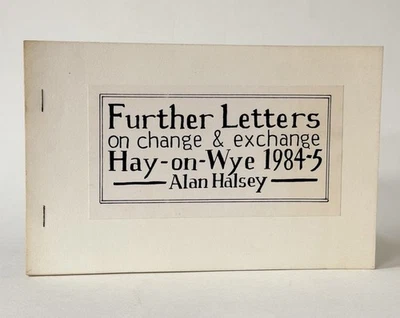 Further Letters
on change & exchange
Hay-on-Wye 1984-5
Alan Halsey